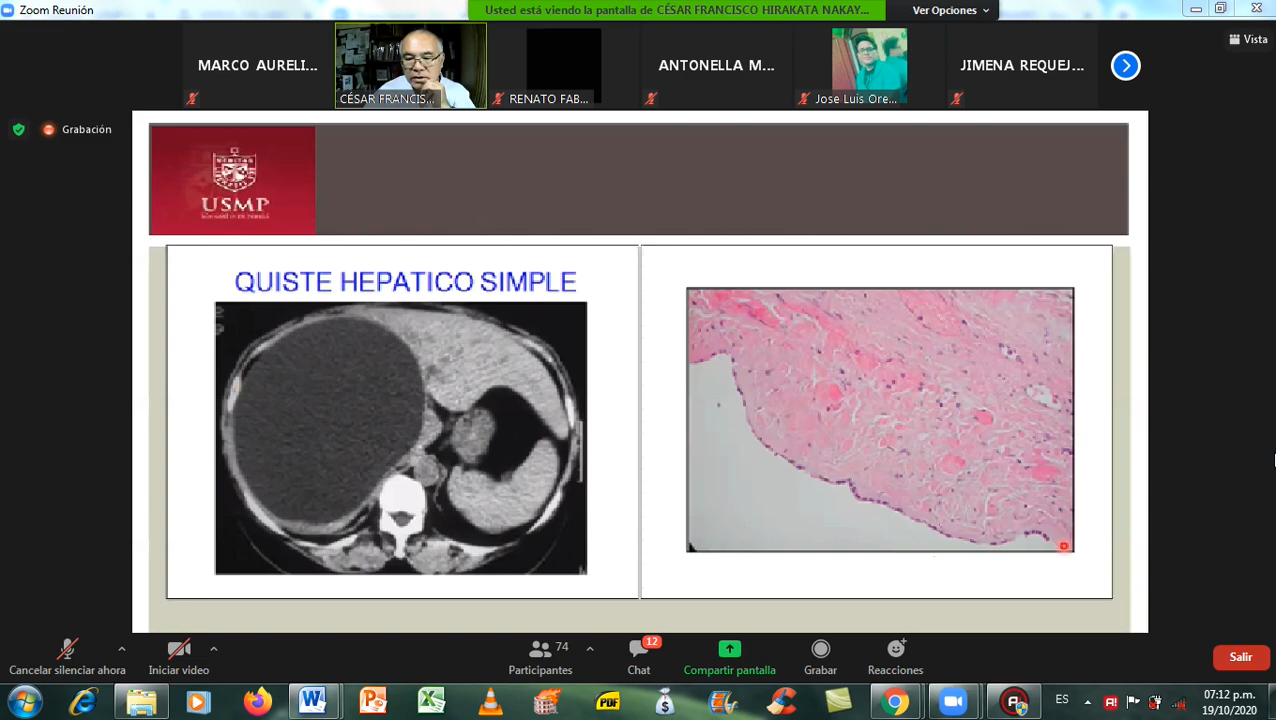 Zoom Reunión
Usted está viendo la pantalla de CÉSAR FRANCISCO HIRAKATA NAKAY...
Ver Opciones
Vista
MARCO AURELI...
CÉSAR FRANCIS...
RENATO FAB...
ANTONELLA M...
Jose Luis Ore...
JIMENA REQUEJ...
Grabación
USMP
QUISTE HEPATICO SIMPLE
Cancelar silenciar ahora
Iniciar video
74
Participantes
12
Chat
Compartir pantalla
Grabar
Reacciones
Salir
PDF
ES
07:12 p.m.
19/10/2020